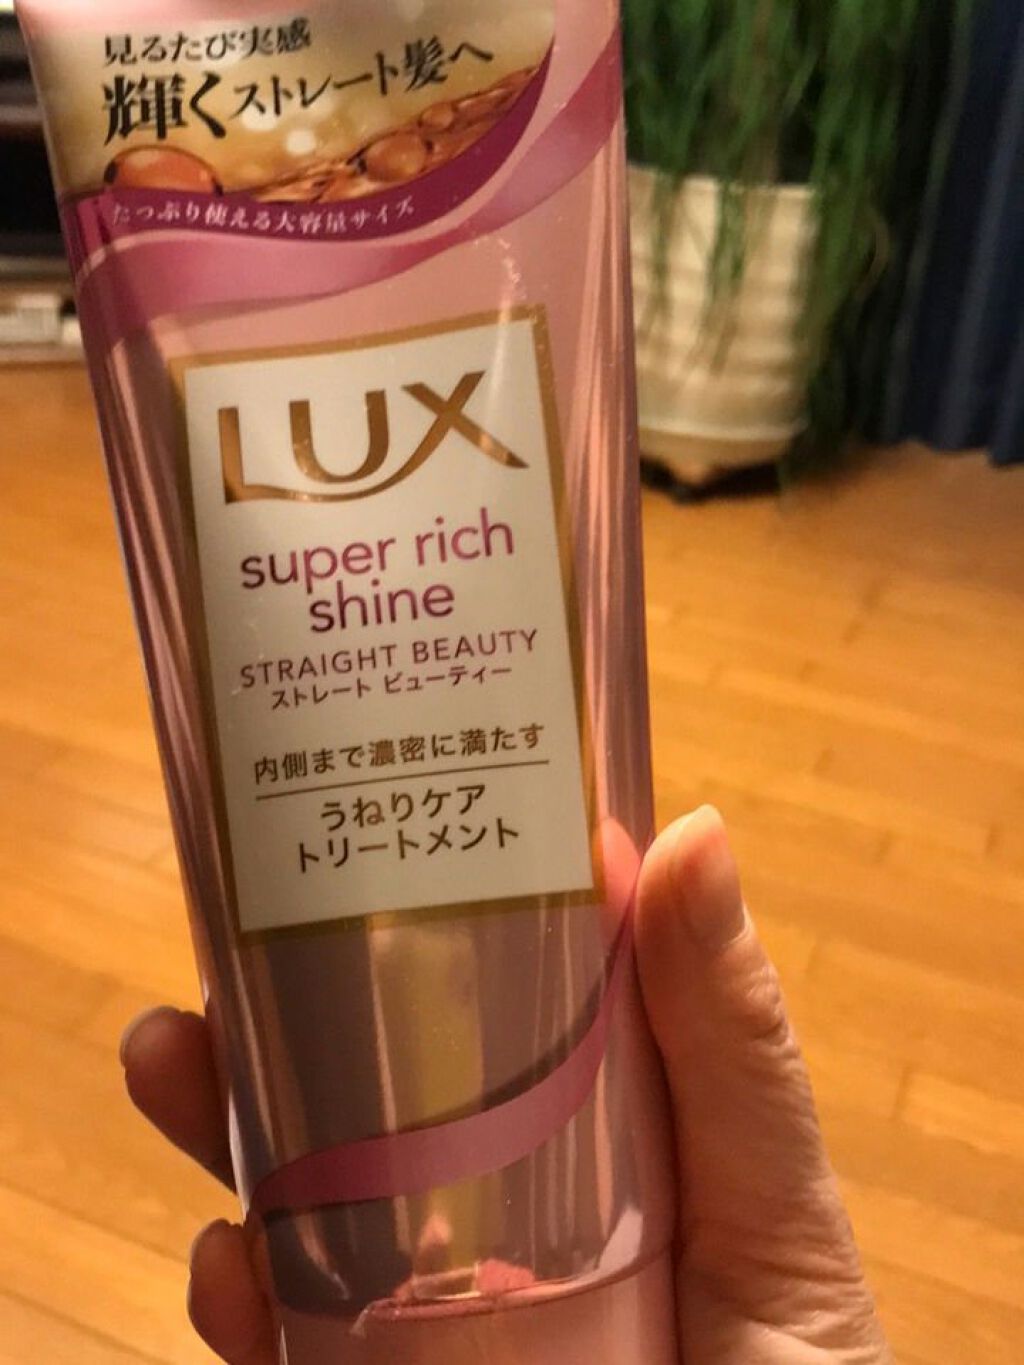 見るたび実感
輝くストレート髪へ
たっぷり使える大容量サイズ
LUX
super rich
shine
STRAIGHT BEAUTY
ストレート ビューティー
内側まで濃密に満たす
うねりケア
トリートメント